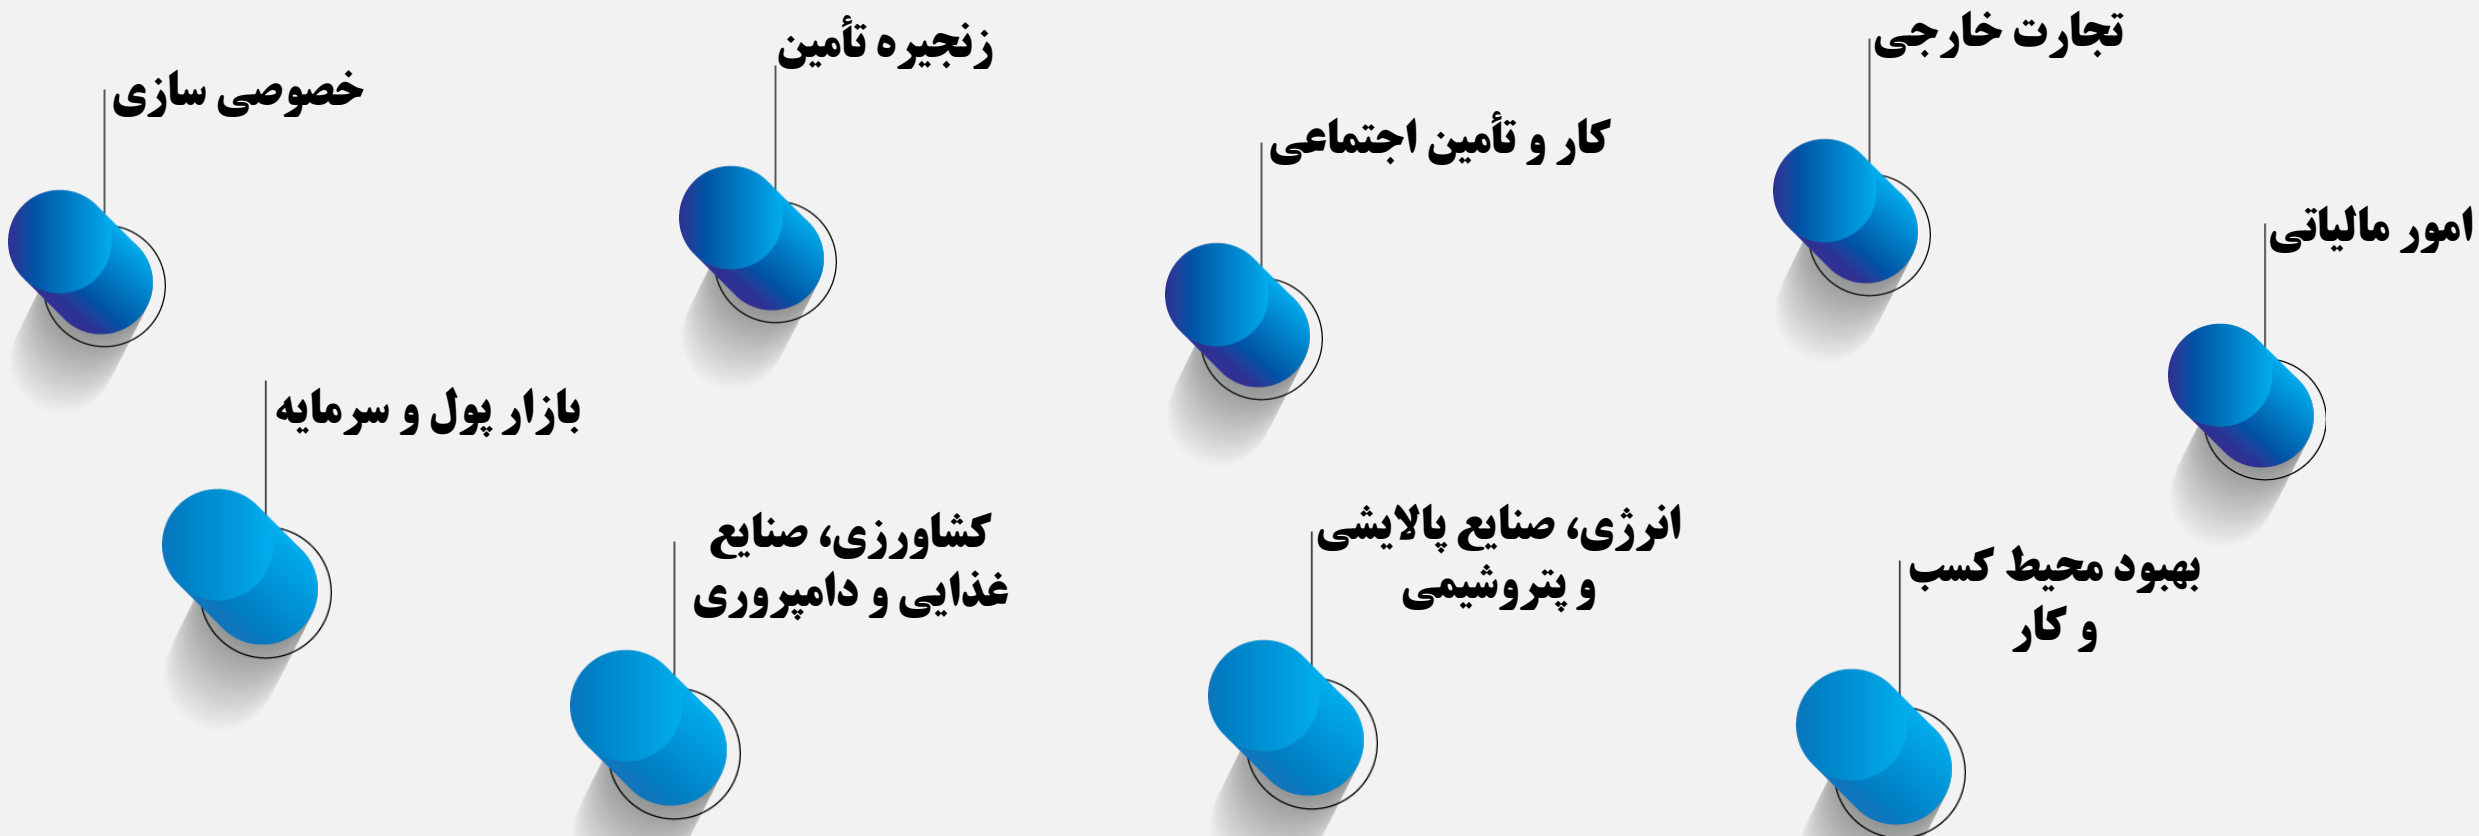 تجارت خارجی
زنجیره تأمین
خصوصی سازی
کار و تأمین اجتماعی
امور مالیاتی
بازار پول و سرمایه
انرژی، صنایع پالایشی
و پتروشیمی
کشاورزی، صنایع
غذایی و دامپروری
بهبود محیط کسب
و کار